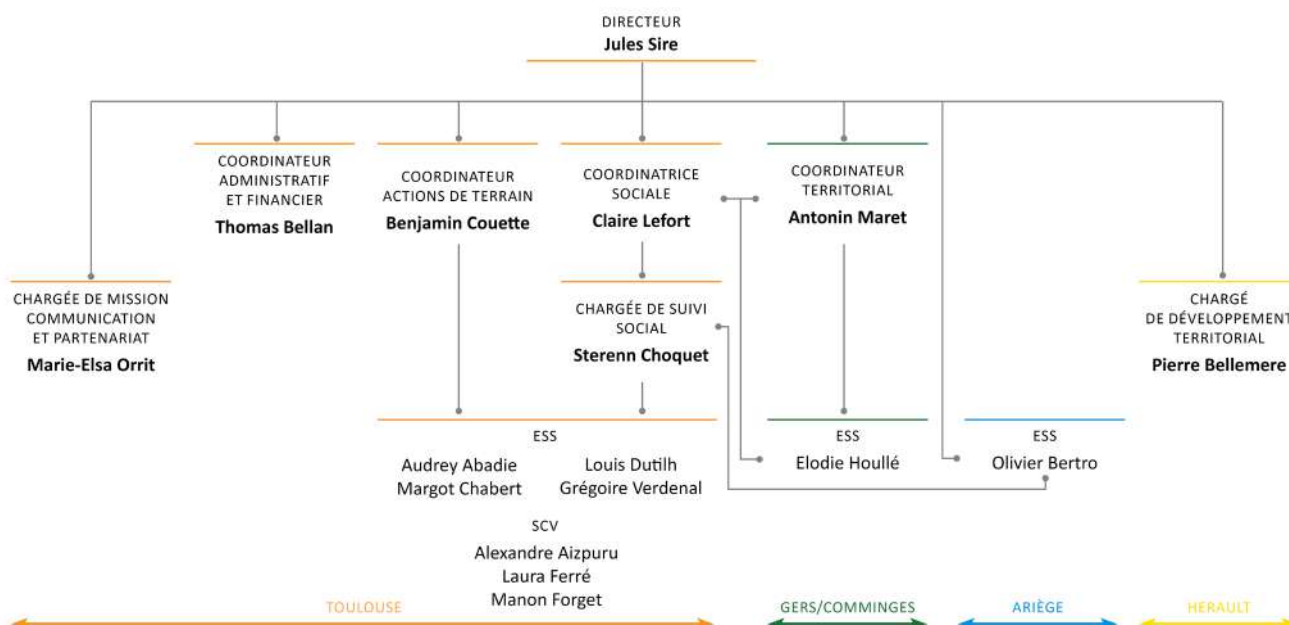 DIRECTEUR
Jules Sire
COORDINATEUR
ADMINISTRATIF
ET FINANCIER
Thomas Bellan
COORDINATEUR
ACTIONS DE TERRAIN
Benjamin Couette
COORDINATRICE
SOCIALE
Claire Lefort
COORDINATEUR
TERRITORIAL
Antonin Maret
CHARGÉE DE MISSION
COMMUNICATION
ET PARTENARIAT
Marie-Elsa Orrit
CHARGÉE DE SUIVI
SOCIAL
Sterenn Choquet
CHARGÉ
DE DÉVELOPPEMENT
TERRITORIAL
Pierre Bellemere
ESS
Audrey Abadie
Margot Chabert
Louis Dutilh
Grégoire Verdenal
ESS
Elodie Houllé
ESS
Olivier Bertro
SCV
Alexandre Aizpuru
Laura Ferré
Manon Forget
TOULOUSE
GERS/COMMINGES
ARIÈGE
HERAULT